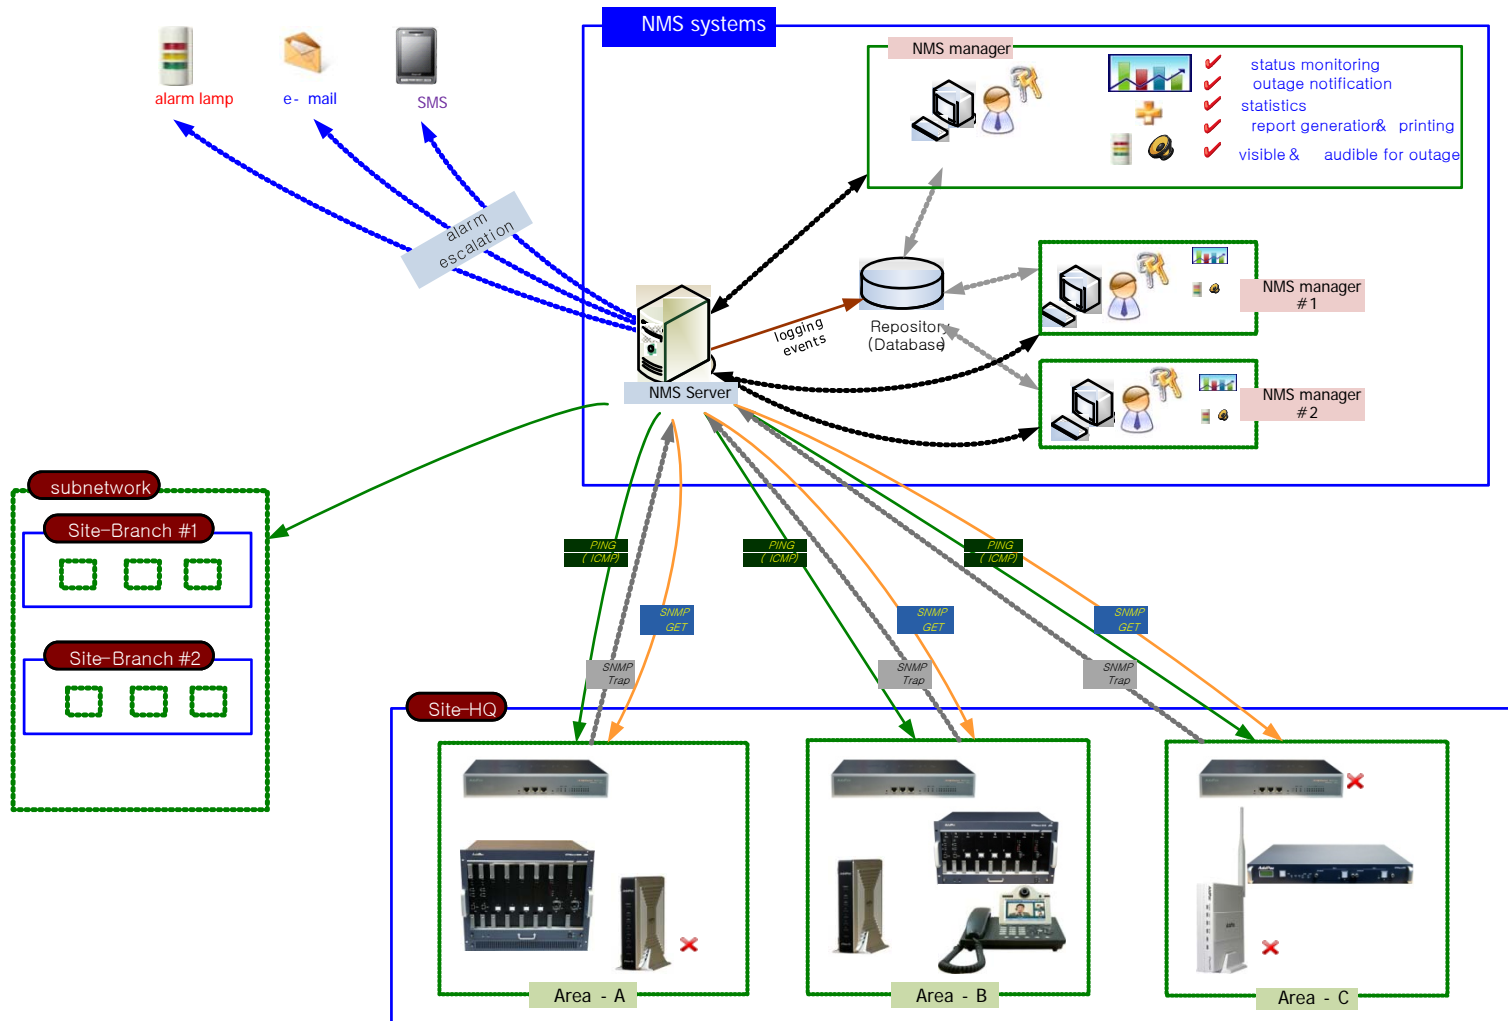 NMS systems
NMS manager
status monitoring
outage notification
statistics
report generation& printing
visible & audible for outage
alarm lamp
e- mail
SMS
alarm
escalation
NMS manager
#1
Repository
(Database)
logging
events
NMS Server
NMS manager
#2
subnetwork
Site-Branch #1
Site-Branch #2
PING
( ICMP)
PING
( ICMP)
PING
( ICMP)
SNMP
GET
SNMP
GET
SNMP
GET
SNMP
Trap
SNMP
Trap
SNMP
Trap
Site-HQ
Area - A
Area - B
Area - C